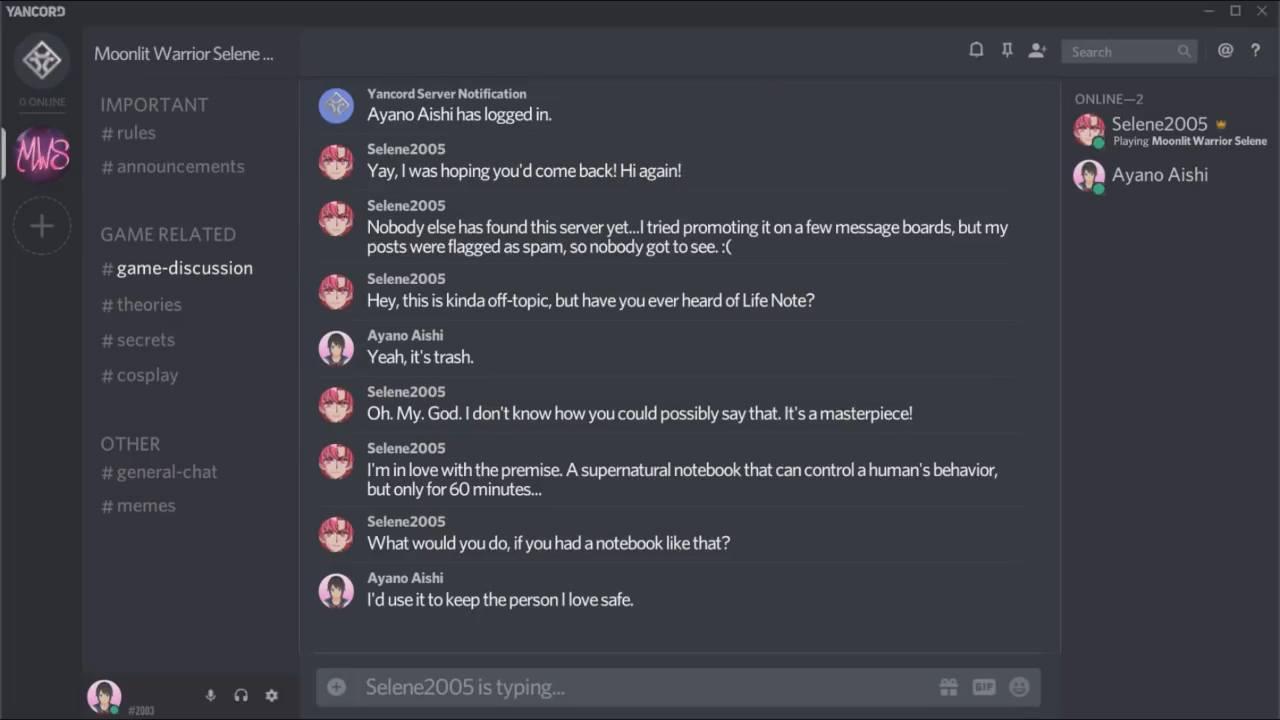 YANCORD
Moonlit Warrior Selene ...
Search
@
?
0 ONLINE
MWS
IMPORTANT
# rules
# announcements
GAME RELATED
# game-discussion
# theories
# secrets
# cosplay
OTHER
# general-chat
# memes
#2003
Yancord Server Notification
Ayano Aishi has logged in.
Selene2005
Yay, I was hoping you'd come back! Hi again!
Selene2005
Nobody else has found this server yet...I tried promoting it on a few message boards, but my
posts were flagged as spam, so nobody got to see. :(
Selene2005
Hey, this is kinda off-topic, but have you ever heard of Life Note?
Ayano Aishi
Yeah, it's trash.
Selene2005
Oh. My. God. I don't know how you could possibly say that. It's a masterpiece!
Selene2005
I'm in love with the premise. A supernatural notebook that can control a human's behavior,
but only for 60 minutes...
Selene2005
What would you do, if you had a notebook like that?
Ayano Aishi
I'd use it to keep the person I love safe.
Selene2005 is typing...
GIF
ONLINE—2
Selene2005
Playing Moonlit Warrior Selene
Ayano Aishi